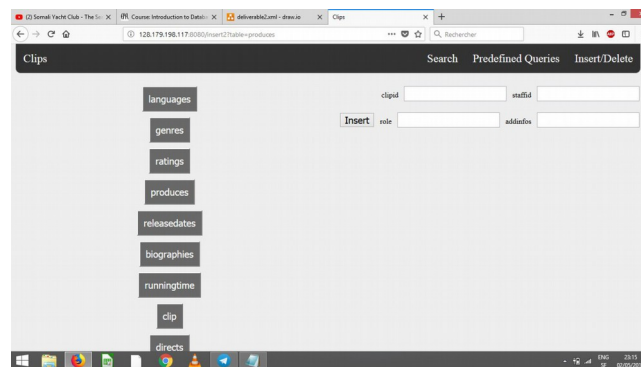 (2) Somali Yacht Club - The Se
Course: Introduction to Datab
deliverable2.xml - draw.io
Clips
128.179.198.117:8080/insert2?table=produces
Rechercher
Clips
Search
Predefined Queries
Insert/Delete
languages
genres
ratings
produces
releasedates
biographies
runningtime
clip
directs
clipid
staffid
Insert
role
addinfos
ENG
23:15